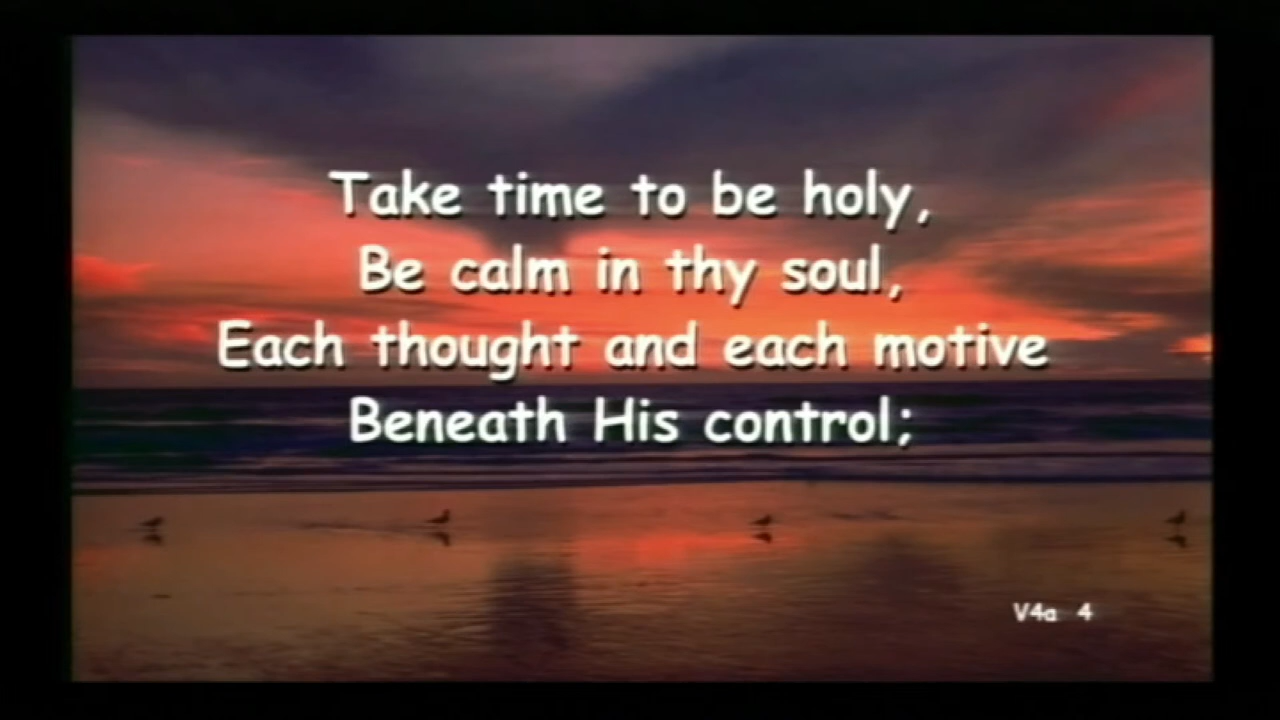 Take time to be holy,
Be calm in thy soul,
Each thought and each motive
Beneath His control;
V4a 4